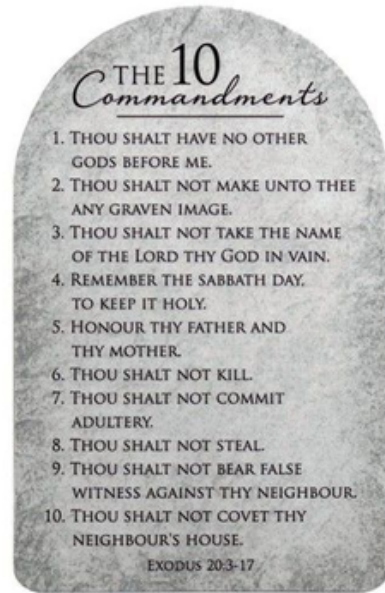 THE 10
Commandments
1. THOU SHALT HAVE NO OTHER
GODS BEFORE ME.
2. THOU SHALT NOT MAKE UNTO THEE
ANY GRAVEN IMAGE.
3. THOU SHALT NOT TAKE THE NAME
OF THE LORD THY GOD IN VAIN.
4. REMEMBER THE SABBATH DAY,
TO KEEP IT HOLY.
5. HONOUR THY FATHER AND
THY MOTHER.
6. THOU SHALT NOT KILL.
7. THOU SHALT NOT COMMIT
ADULTERY.
8. THOU SHALT NOT STEAL.
9. THOU SHALT NOT BEAR FALSE
WITNESS AGAINST THY NEIGHBOUR.
10. THOU SHALT NOT COVET THY
NEIGHBOUR'S HOUSE.
EXODUS 20:3-17